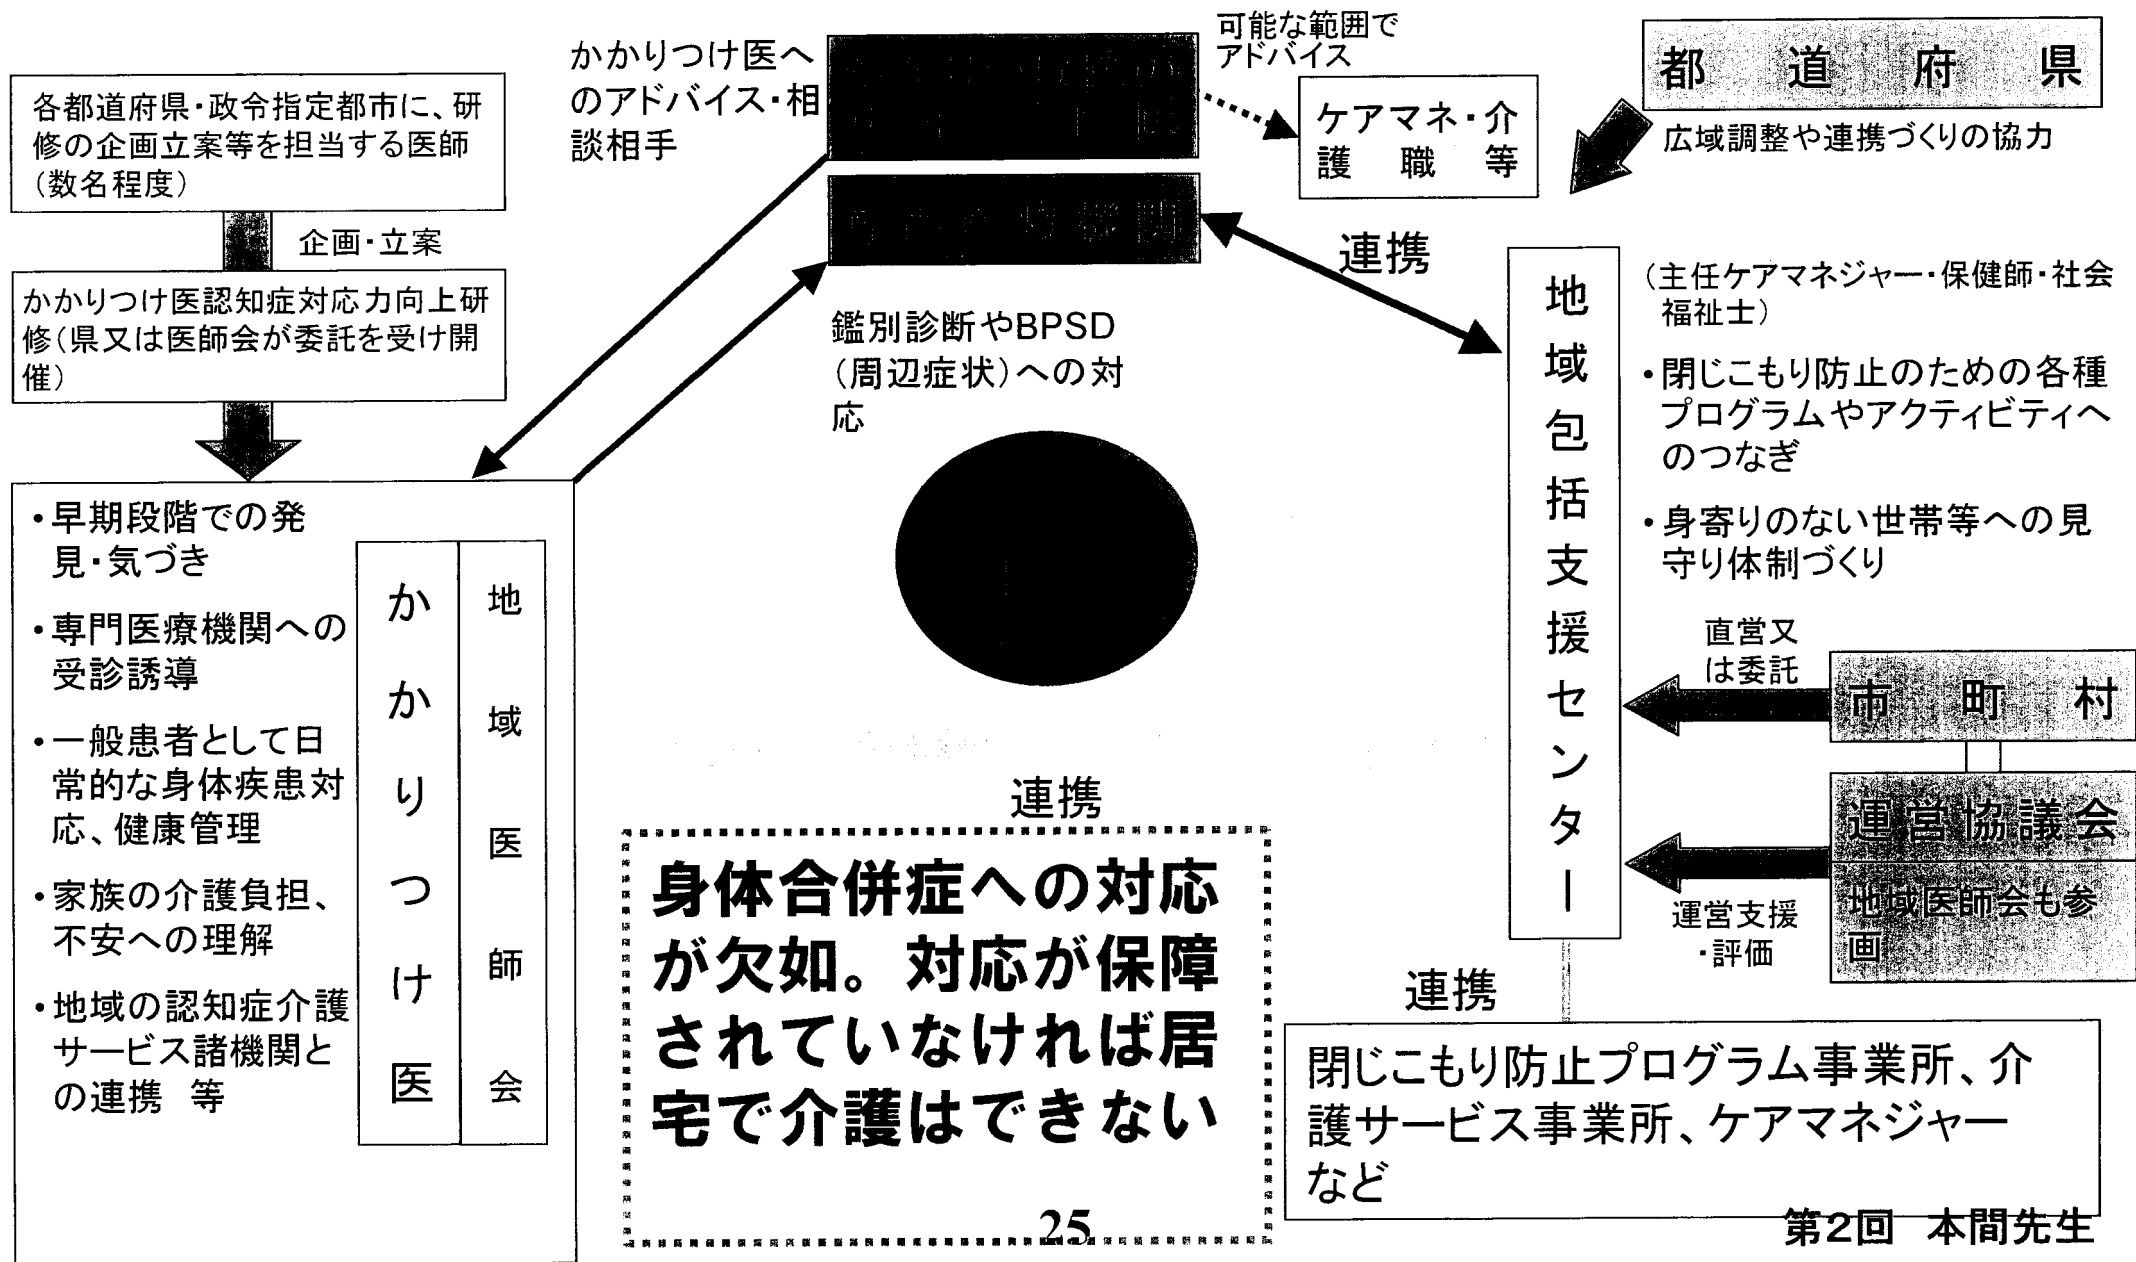 各都道府県・政令指定都市に、研
修の企画立案等を担当する医師
(数名程度)
企画・立案
かかりつけ医認知症対応力向上研
修(県又は医師会が委託を受け開
催)
・早期段階での発
見・気づき
・専門医療機関への
受診誘導
・一般患者として日
常的な身体疾患対
応、健康管理
・家族の介護負担、
不安への理解
・地域の認知症介護
サービス諸機関と
の連携 等
かかりつけ医
地域医師会
かかりつけ医へ
のアドバイス・相
談相手
可能な範囲で
アドバイス
ケアマネ・介
護職等
連携
鑑別診断やBPSD
(周辺症状)への対
応
連携
身体合併症への対応
が欠如。対応が保障
されていなければ居
宅で介護はできない
都道府県
広域調整や連携づくりの協力
地域包括支援センター
(主任ケアマネジャー・保健師・社会
福祉士)
・閉じこもり防止のための各種
プログラムやアクティビティへ
のつなぎ
・身寄りのない世帯等への見
守り体制づくり
直営又
は委託
市町村
運営協議会
地域医師会も参
画
運営支援
・評価
連携
閉じこもり防止プログラム事業所、介
護サービス事業所、ケアマネジャー
など
25
第2回 本間先生